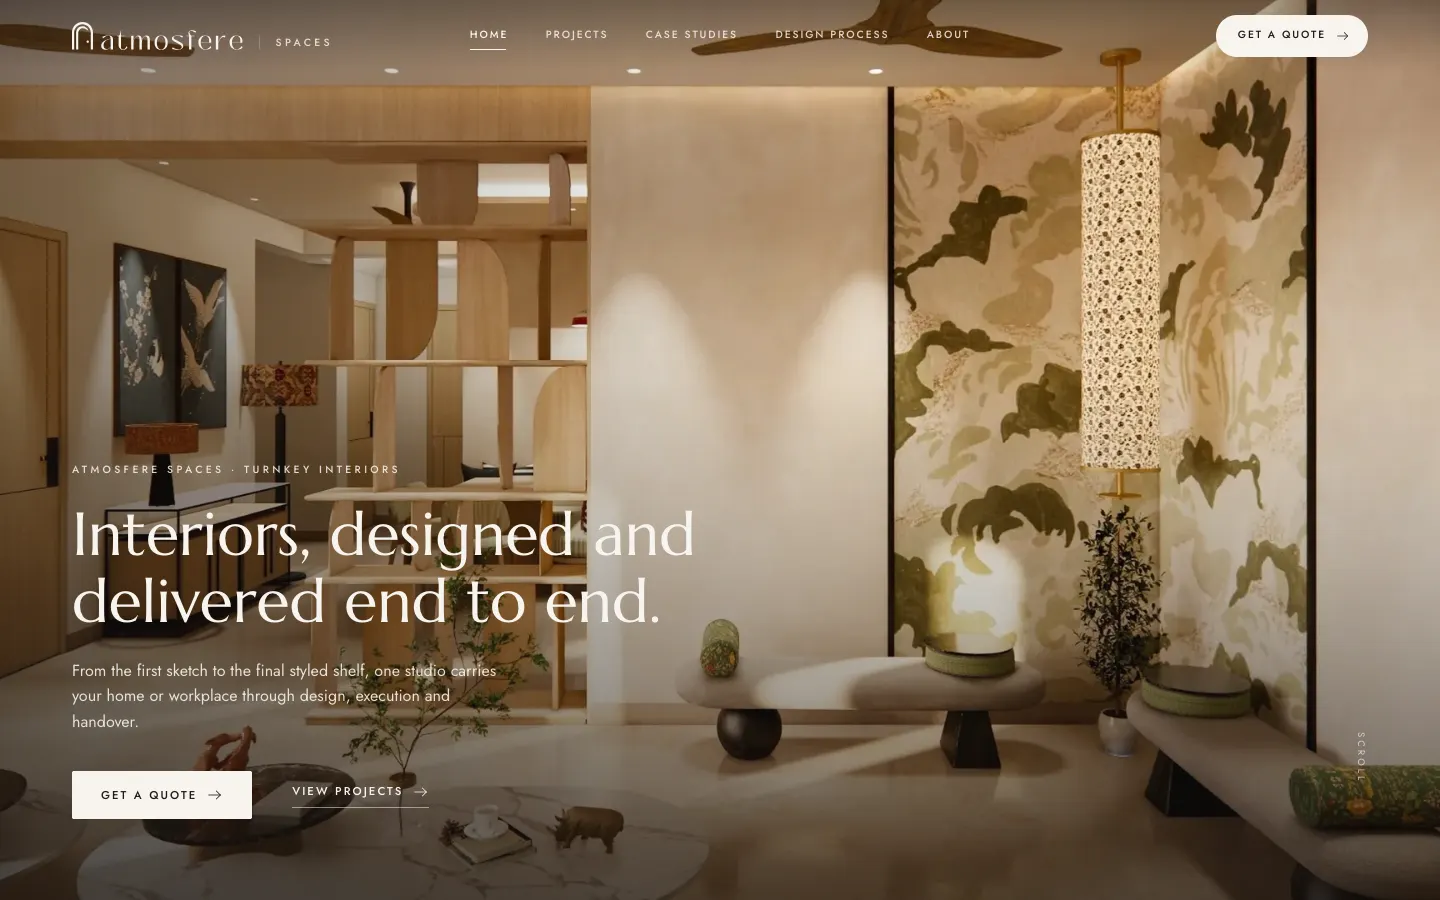 atmosfere SPACES
HOME PROJECTS CASE STUDIES DESIGN PROCESS ABOUT
GET A QUOTE →
ATMOSFERE SPACES · TURNKEY INTERIORS
Interiors, designed and
delivered end to end.
From the first sketch to the final styled shelf, one studio carries
your home or workplace through design, execution and
handover.
GET A QUOTE →
VIEW PROJECTS →
SCROLL